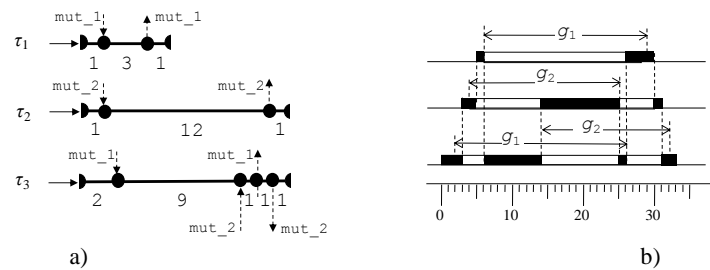 mut_1 mut_1
τ1
1 3 1
mut_2 mut_2
τ2
1 12 1
mut_1 mut_1
τ3
2 9 1 1 1
mut_2 mut_2
a)
g1
g2
g2
g1
0 10 20 30
b)